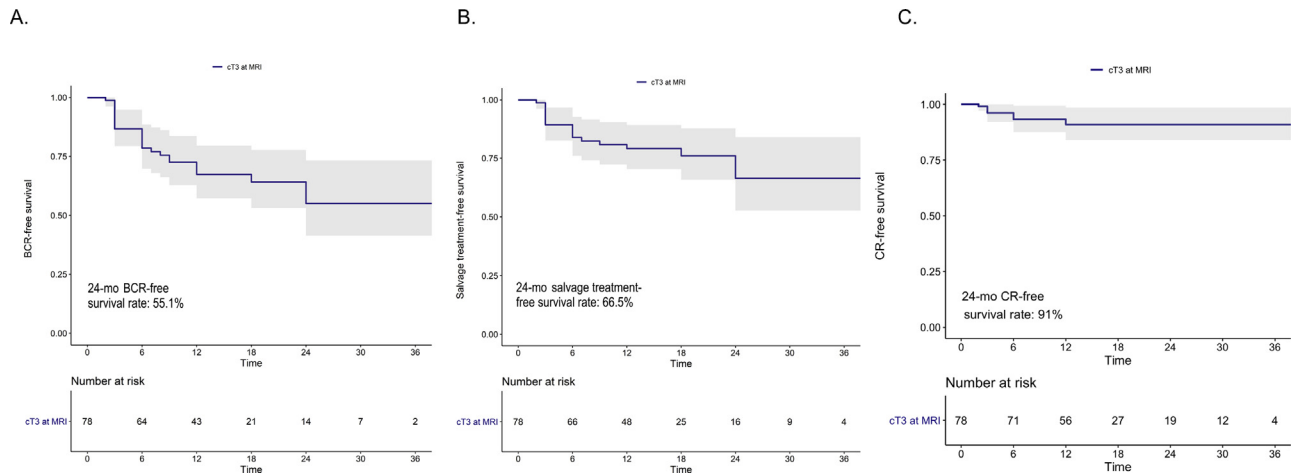 A.
cT3 at MRI
BCR-free survival
1.00
0.75
0.50
0.25
0.00
24-mo BCR-free
survival rate: 55.1%
0 6 12 18 24 30 36
Time
Number at risk
cT3 at MRI 78 64 43 21 14 7 2
0 6 12 18 24 30 36
Time
B.
cT3 at MRI
Salvage treatment-free survival
1.00
0.75
0.50
0.25
0.00
24-mo salvage treatment-
free survival rate: 66.5%
0 6 12 18 24 30 36
Time
Number at risk
cT3 at MRI 78 66 48 25 16 9 4
0 6 12 18 24 30 36
Time
C.
cT3 at MRI
CR-free survival
1.00
0.75
0.50
0.25
0.00
24-mo CR-free
survival rate: 91%
0 6 12 18 24 30 36
Time
Number at risk
cT3 at MRI 78 71 56 27 19 12 4
0 6 12 18 24 30 36
Time